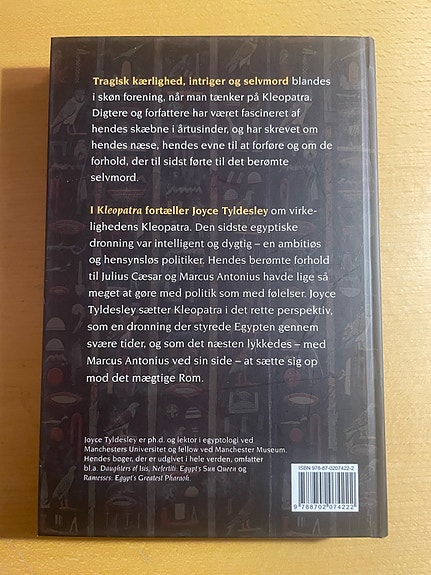 Tragisk kærlighed, intriger og selvmord blandes
i skøn forening, når man tænker på Kleopatra.
Digtere og forfattere har været fascineret af
hendes skæbne i årtusinder, og har skrevet om
hendes næse, hendes evne til at forføre og om de
forhold, der til sidst førte til det berømte
selvmord.
I Kleopatra fortæller Joyce Tyldesley om virke-
lighedens Kleopatra. Den sidste egyptiske
dronning var intelligent og dygtig – en ambitiøs
og hensynsløs politiker. Hendes berømte forhold
til Julius Cæsar og Marcus Antonius havde lige så
meget at gøre med politik som med følelser. Joyce
Tyldesley sætter Kleopatra i det rette perspektiv,
som en dronning der styrede Egypten gennem
svære tider, og som det næsten lykkedes – med
Marcus Antonius ved sin side – at sætte sig op
mod det mægtige Rom.
Joyce Tyldesley er ph.d. og lektor i egyptologi ved
Manchesters Universitet og fellow ved Manchester Museum.
Hendes bøger, der er udgivet i hele verden, omfatter
bl.a. Daughters of Isis, Nefertiti: Egypt's Sun Queen og
Ramesses: Egypt's Greatest Pharaoh.
ISBN 978-87-0207422-2
9 788702 074222